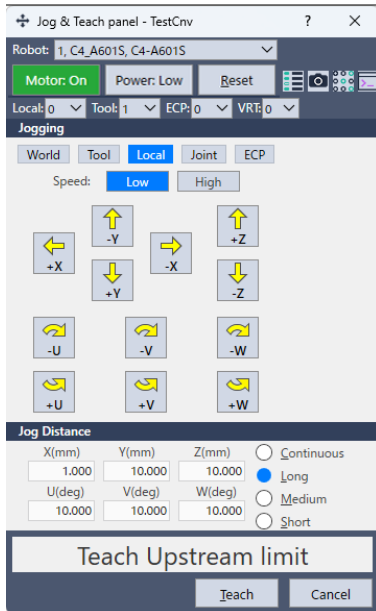 Jog & Teach panel - TestCnv ? ×
Robot: 1, C4_A601S, C4-A601S
Motor: On Power: Low Reset
Local: 0 Tool: 1 ECP: 0 VRT: 0
Jogging
World Tool Local Joint ECP
Speed: Low High
-Y +Z
+X -X
+Y -Z
-U -V -W
+U +V +W
Jog Distance
X(mm) Y(mm) Z(mm) Continuous
1.000 10.000 10.000 Long
U(deg) V(deg) W(deg) Medium
10.000 10.000 10.000 Short
Teach Upstream limit
Teach Cancel